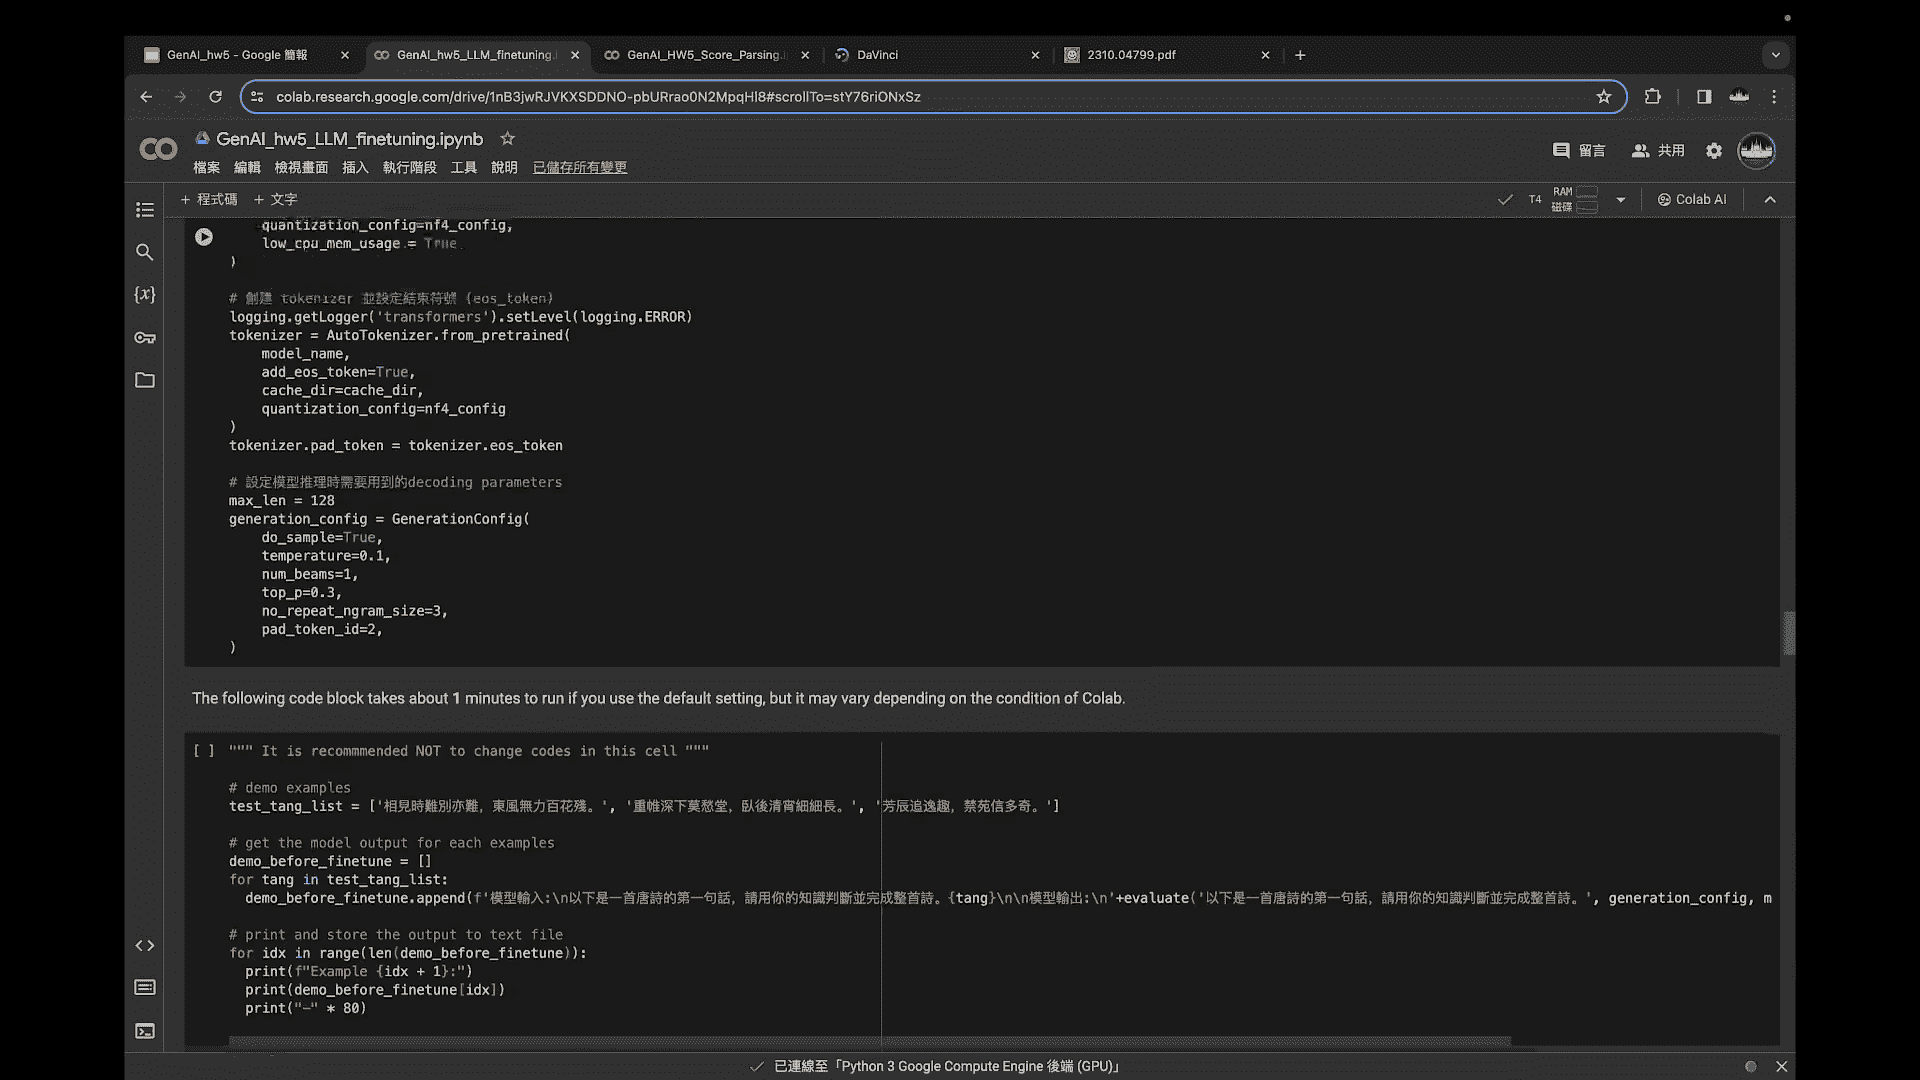 GenAI_hw5 - Google 簡報
GenAI_hw5_LLM_finetuning.i
GenAI_HW5_Score_Parsing.i
DaVinci
2310.04799.pdf
colab.research.google.com/drive/1nB3jwRJVKXSDDNO-pbURrao0N2MpqHl8#scrollTo=stY76riONxSz
GenAI_hw5_LLM_finetuning.ipynb
留言
共用
檔案 編輯 檢視畫面 插入 執行階段 工具 說明 已儲存所有變更
+ 程式碼 + 文字
T4
RAM
磁碟
Colab AI
quantization_config=nf4_config,
low_cpu_mem_usage = True
)
# 創建 tokenizer 並設定結束符號 (eos_token)
logging.getLogger('transformers').setLevel(logging.ERROR)
tokenizer = AutoTokenizer.from_pretrained(
model_name,
add_eos_token=True,
cache_dir=cache_dir,
quantization_config=nf4_config
)
tokenizer.pad_token = tokenizer.eos_token
# 設定模型推理時需要用到的decoding parameters
max_len = 128
generation_config = GenerationConfig(
do_sample=True,
temperature=0.1,
num_beams=1,
top_p=0.3,
no_repeat_ngram_size=3,
pad_token_id=2,
)
The following code block takes about 1 minutes to run if you use the default setting, but it may vary depending on the condition of Colab.
[ ] """ It is recommmended NOT to change codes in this cell """
# demo examples
test_tang_list = ['相見時難別亦難，東風無力百花殘。', '重帷深下莫愁堂，臥後清宵細細長。', '芳辰追逸趣，禁苑信多奇。']
# get the model output for each examples
demo_before_finetune = []
for tang in test_tang_list:
demo_before_finetune.append(f'模型輸入:\n以下是一首唐詩的第一句話，請用你的知識判斷並完成整首詩。{tang}\n\n模型輸出:\n'+evaluate('以下是一首唐詩的第一句話，請用你的知識判斷並完成整首詩。', generation_config, m
# print and store the output to text file
for idx in range(len(demo_before_finetune)):
print(f"Example {idx + 1}:")
print(demo_before_finetune[idx])
print("—" * 80)
已連線至「Python 3 Google Compute Engine 後端 (GPU)」